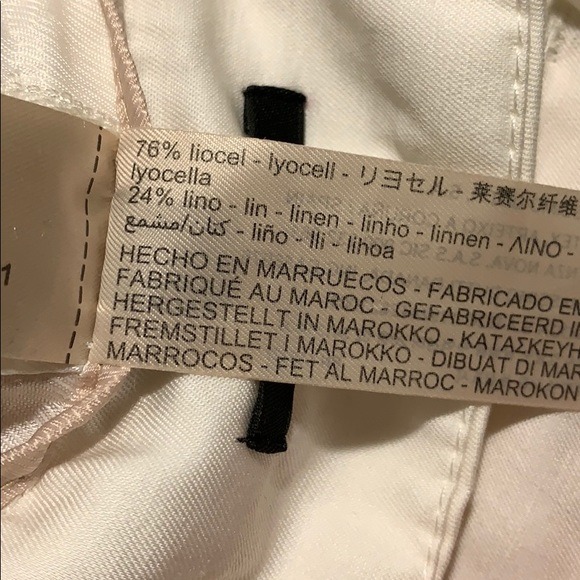 76% liocel - lyocell - リヨセル - 莱赛尔纤维
lyocella
24% lino - lin - linen - linho - linnen - ΛΙΝΟ -
كتان/مشمع - liño - lli - lihoa
HECHO EN MARRUECOS - FABRICADO EM
FABRIQUÉ AU MAROC - GEFABRICEERD I
HERGESTELLT IN MAROKKO - ΚΑΤΑΣΚΕΥΗ
FREMSTILLET I MAROKKO - DIBUAT DI MAR
MARROCOS - FET AL MARROC - MAROKON
1